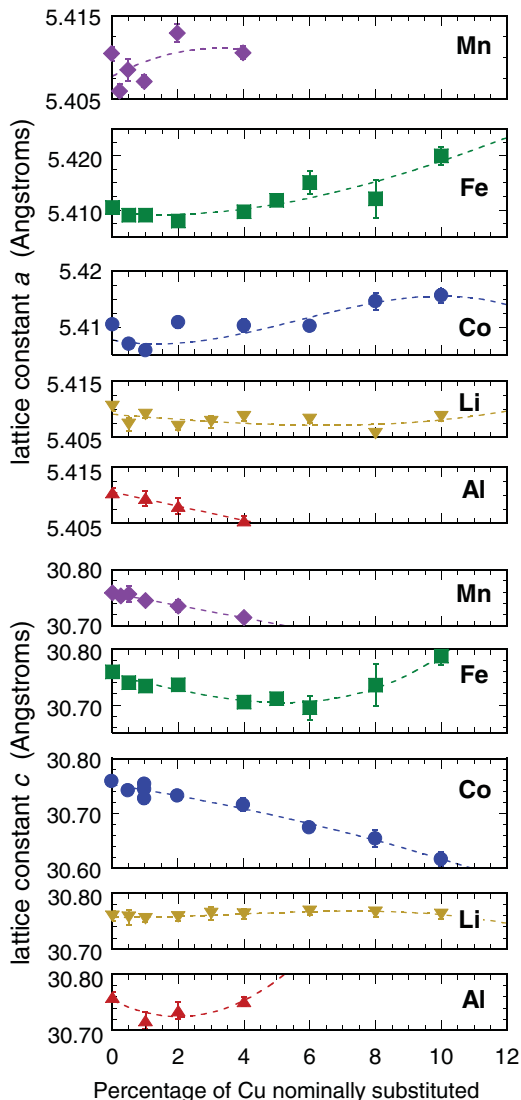 lattice constant a (Angstroms)
5.415
5.405
Mn
5.420
5.410
Fe
5.42
5.41
Co
5.415
5.405
Li
5.415
5.405
Al
lattice constant c (Angstroms)
30.80
30.70
Mn
30.80
30.70
Fe
30.80
30.70
30.60
Co
30.80
30.70
Li
30.80
30.70
Al
0 2 4 6 8 10 12
Percentage of Cu nominally substituted